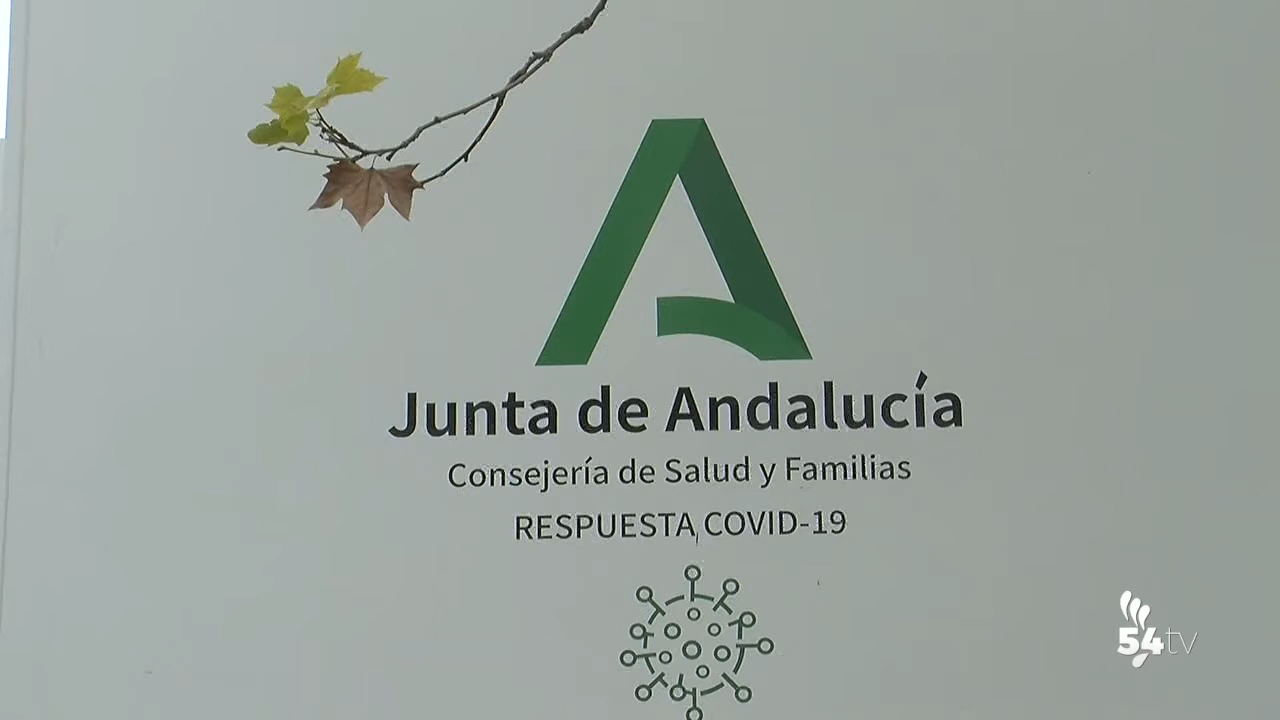 Junta de Andalucía
Consejería de Salud y Familias
RESPUESTA COVID-19
54tv